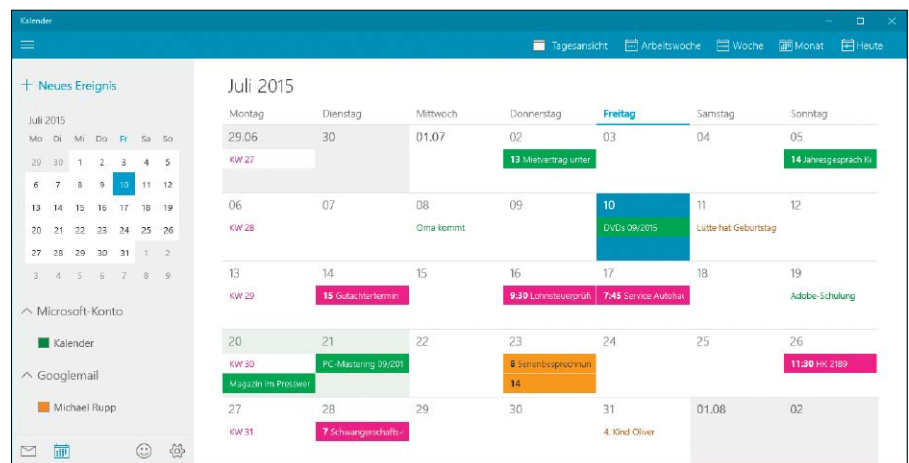 Kalender
Tagesansicht Arbeitswoche Woche Monat Heute
+ Neues Ereignis
Juli 2015
Mo Di Mi Do Fr Sa So
29 30 1 2 3 4 5
6 7 8 9 10 11 12
13 14 15 16 17 18 19
20 21 22 23 24 25 26
27 28 29 30 31 1 2
3 4 5 6 7 8 9
Microsoft-Konto
Kalender
Googlemail
Michael Rupp
Juli 2015
Montag Dienstag Mittwoch Donnerstag Freitag Samstag Sonntag
29.06 30 01.07 02 03 04 05
KW 27 13 Mietvertrag unter 14 Jahresgespräch Ke
06 07 08 09 10 11 12
KW 28 Oma kommt DVDs 09/2015 Lütte hat Geburtstag
13 14 15 16 17 18 19
KW 29 15 Gutachtertermin 9:30 Lohnsteuerprüfu 7:45 Service Autohau Adobe-Schulung
20 21 22 23 24 25 26
KW 30 PC-Mastering 09/201 8 Serienbesprechnun 11:30 HK 2189
Magazin im Presswer 14
27 28 29 30 31 01.08 02
KW 31 7 Schwangerschafts- 4. Kind Oliver